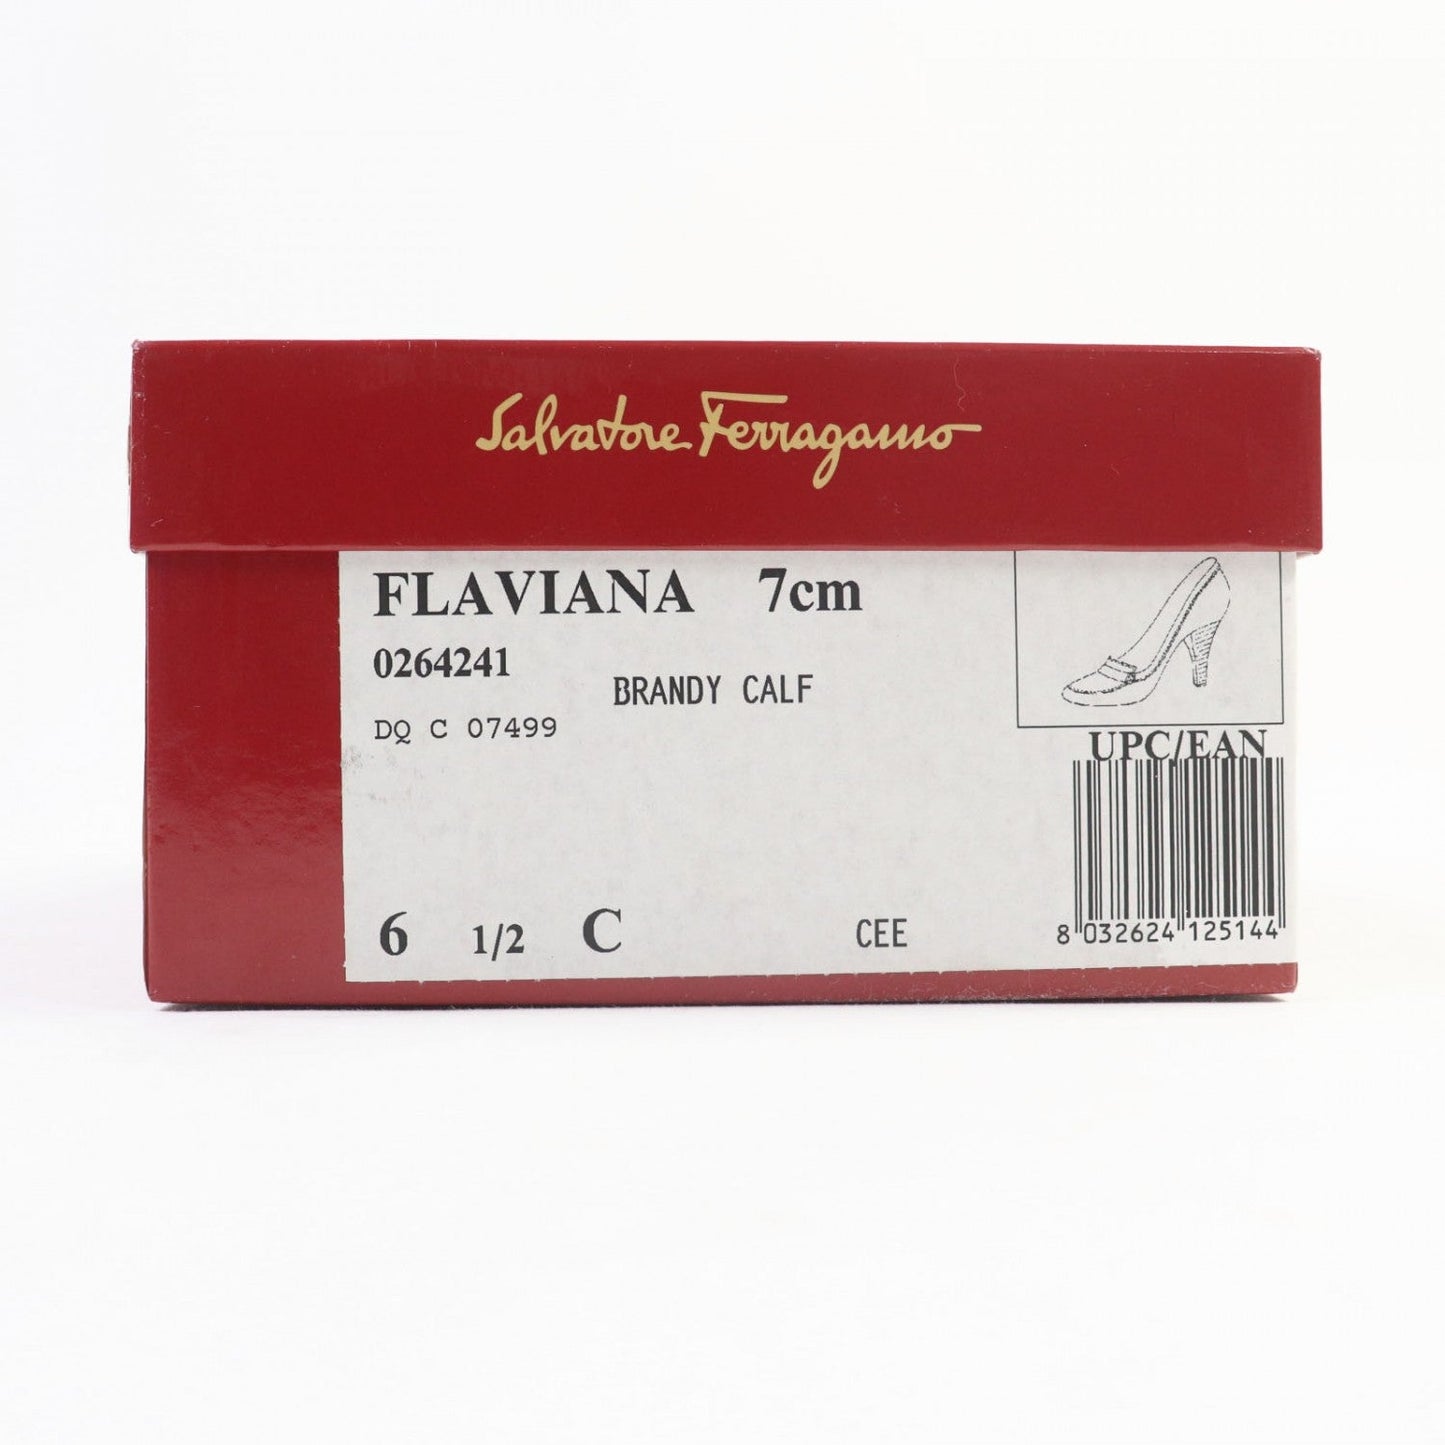 Salvatore Ferragamo
FLAVIANA 7cm
0264241
BRANDY CALF
DQ C 07499
UPC/EAN
6 1/2 C CEE
8 032624 125144